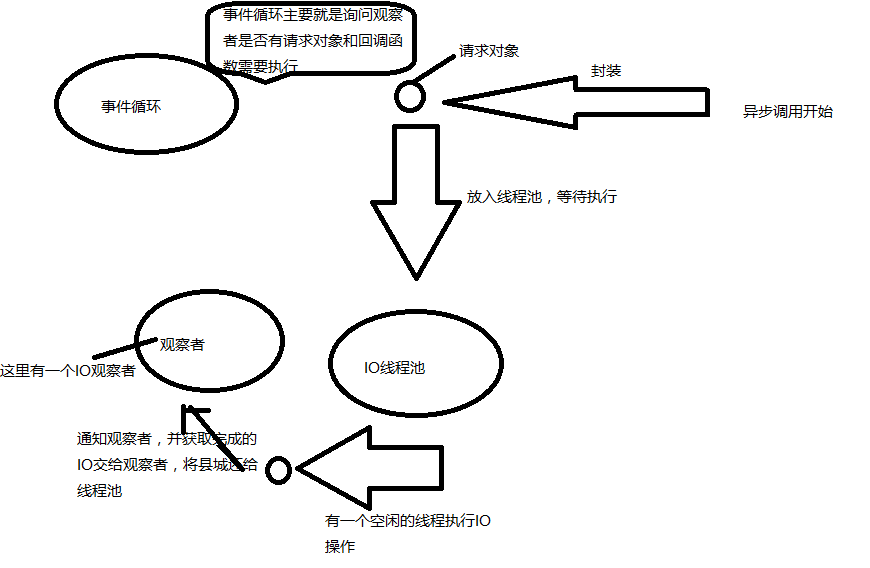 事件循环主要就是询问观察
者是否有请求对象和回调函
数需要执行
请求对象
封装
事件循环
异步调用开始
放入线程池，等待执行
观察者
这里有一个IO观察者
IO线程池
通知观察者，并获取完成的
IO交给观察者，将县城还给
线程池
有一个空闲的线程执行IO
操作